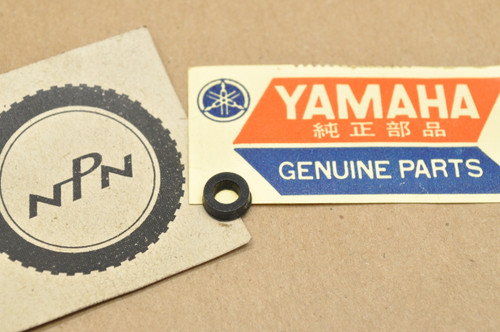 NPN
YAMAHA
純正部品
GENUINE PARTS